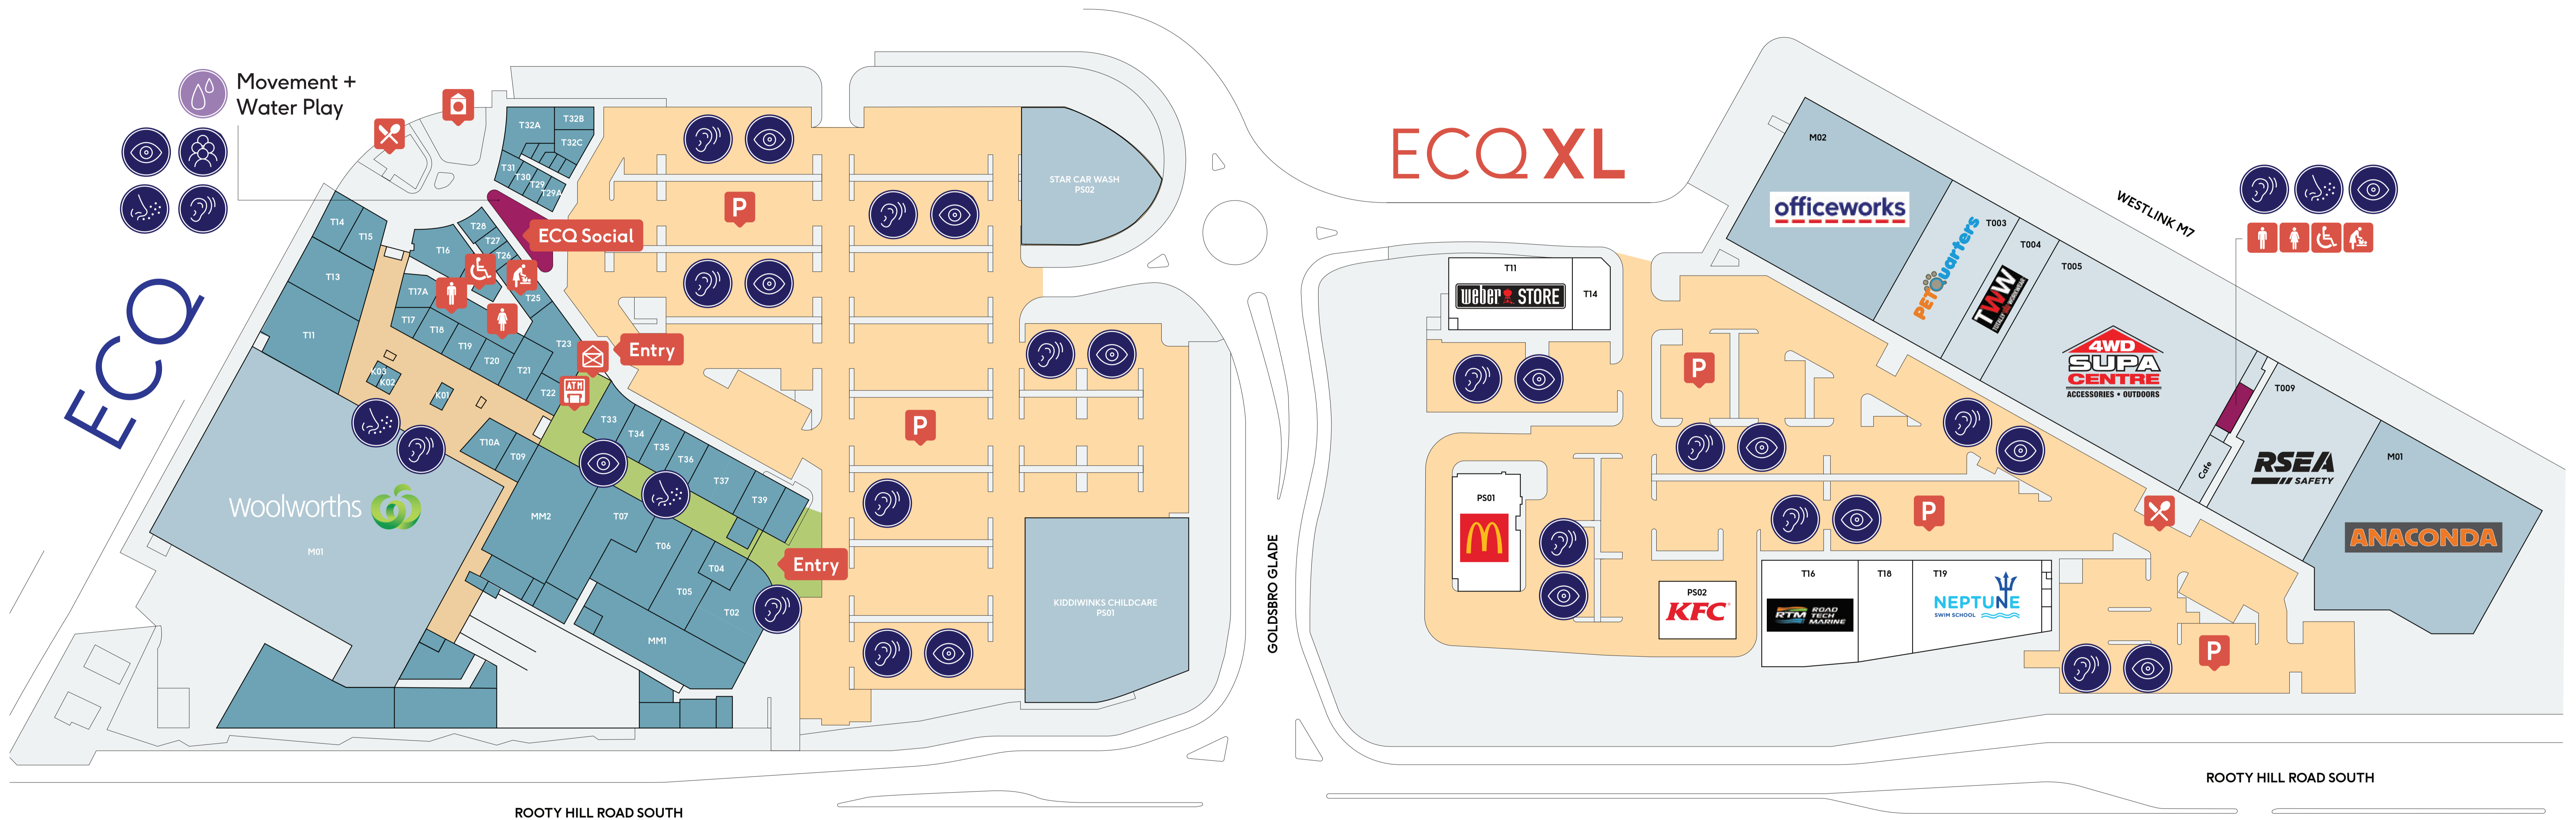 Movement +
Water Play
ECQ
ECQ Social
Entry
Entry
ATM
T32A
T32B
T32C
T31
T30
T29
T29A
T28
T27
T26
T25
T14
T15
T16
T13
T17A
T11
T17
T18
T19
T20
T21
T22
T23
K03
K02
K01
T33
T34
T35
T36
T37
T39
T10A
T09
MM2
T07
T06
T04
T05
T02
MM1
Woolworths
M01
P
P
STAR CAR WASH
PS02
KIDDIWINKS CHILDCARE
PS01
GOLDSBRO GLADE
ROOTY HILL ROAD SOUTH
ECQ XL
T11
weber STORE
T14
P
PS01
PS02
KFC
T16
RTM ROAD
TECH
MARINE
T18
T19
NEPTUNE
SWIM SCHOOL
P
P
M02
officeworks
PETQuarters
T003
T004
TWW
TOTALLY WORKWEAR
T005
4WD
SUPA
CENTRE
ACCESSORIES • OUTDOORS
Cafe
T009
RSEA
SAFETY
M01
ANACONDA
WESTLINK M7
ROOTY HILL ROAD SOUTH